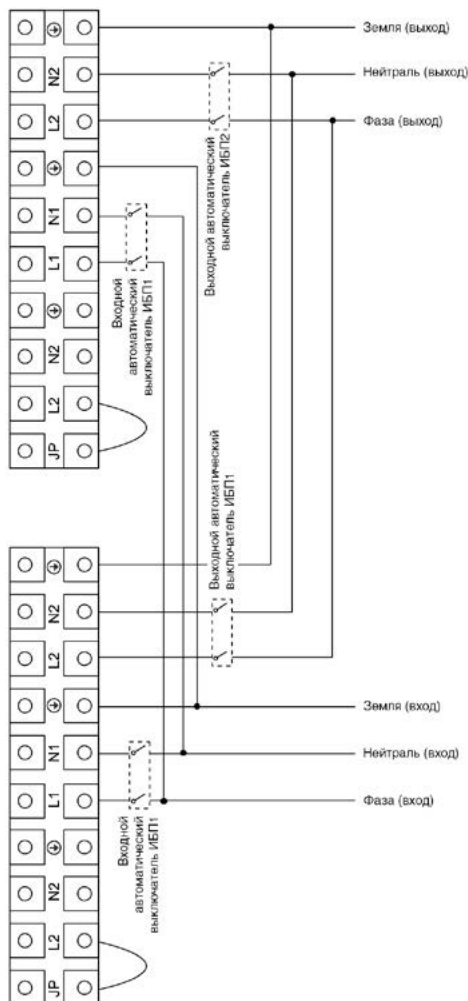 Земля (выход)
N2
Нейтраль (выход)
L2
Фаза (выход)
Выходной автоматический
выключатель ИБП2
N1
L1
Входной
автоматический
выключатель ИБП1
N2
L2
JP
Выходной автоматический
выключатель ИБП1
N2
L2
Земля (вход)
N1
Нейтраль (вход)
L1
Фаза (вход)
Входной
автоматический
выключатель ИБП1
N2
L2
JP